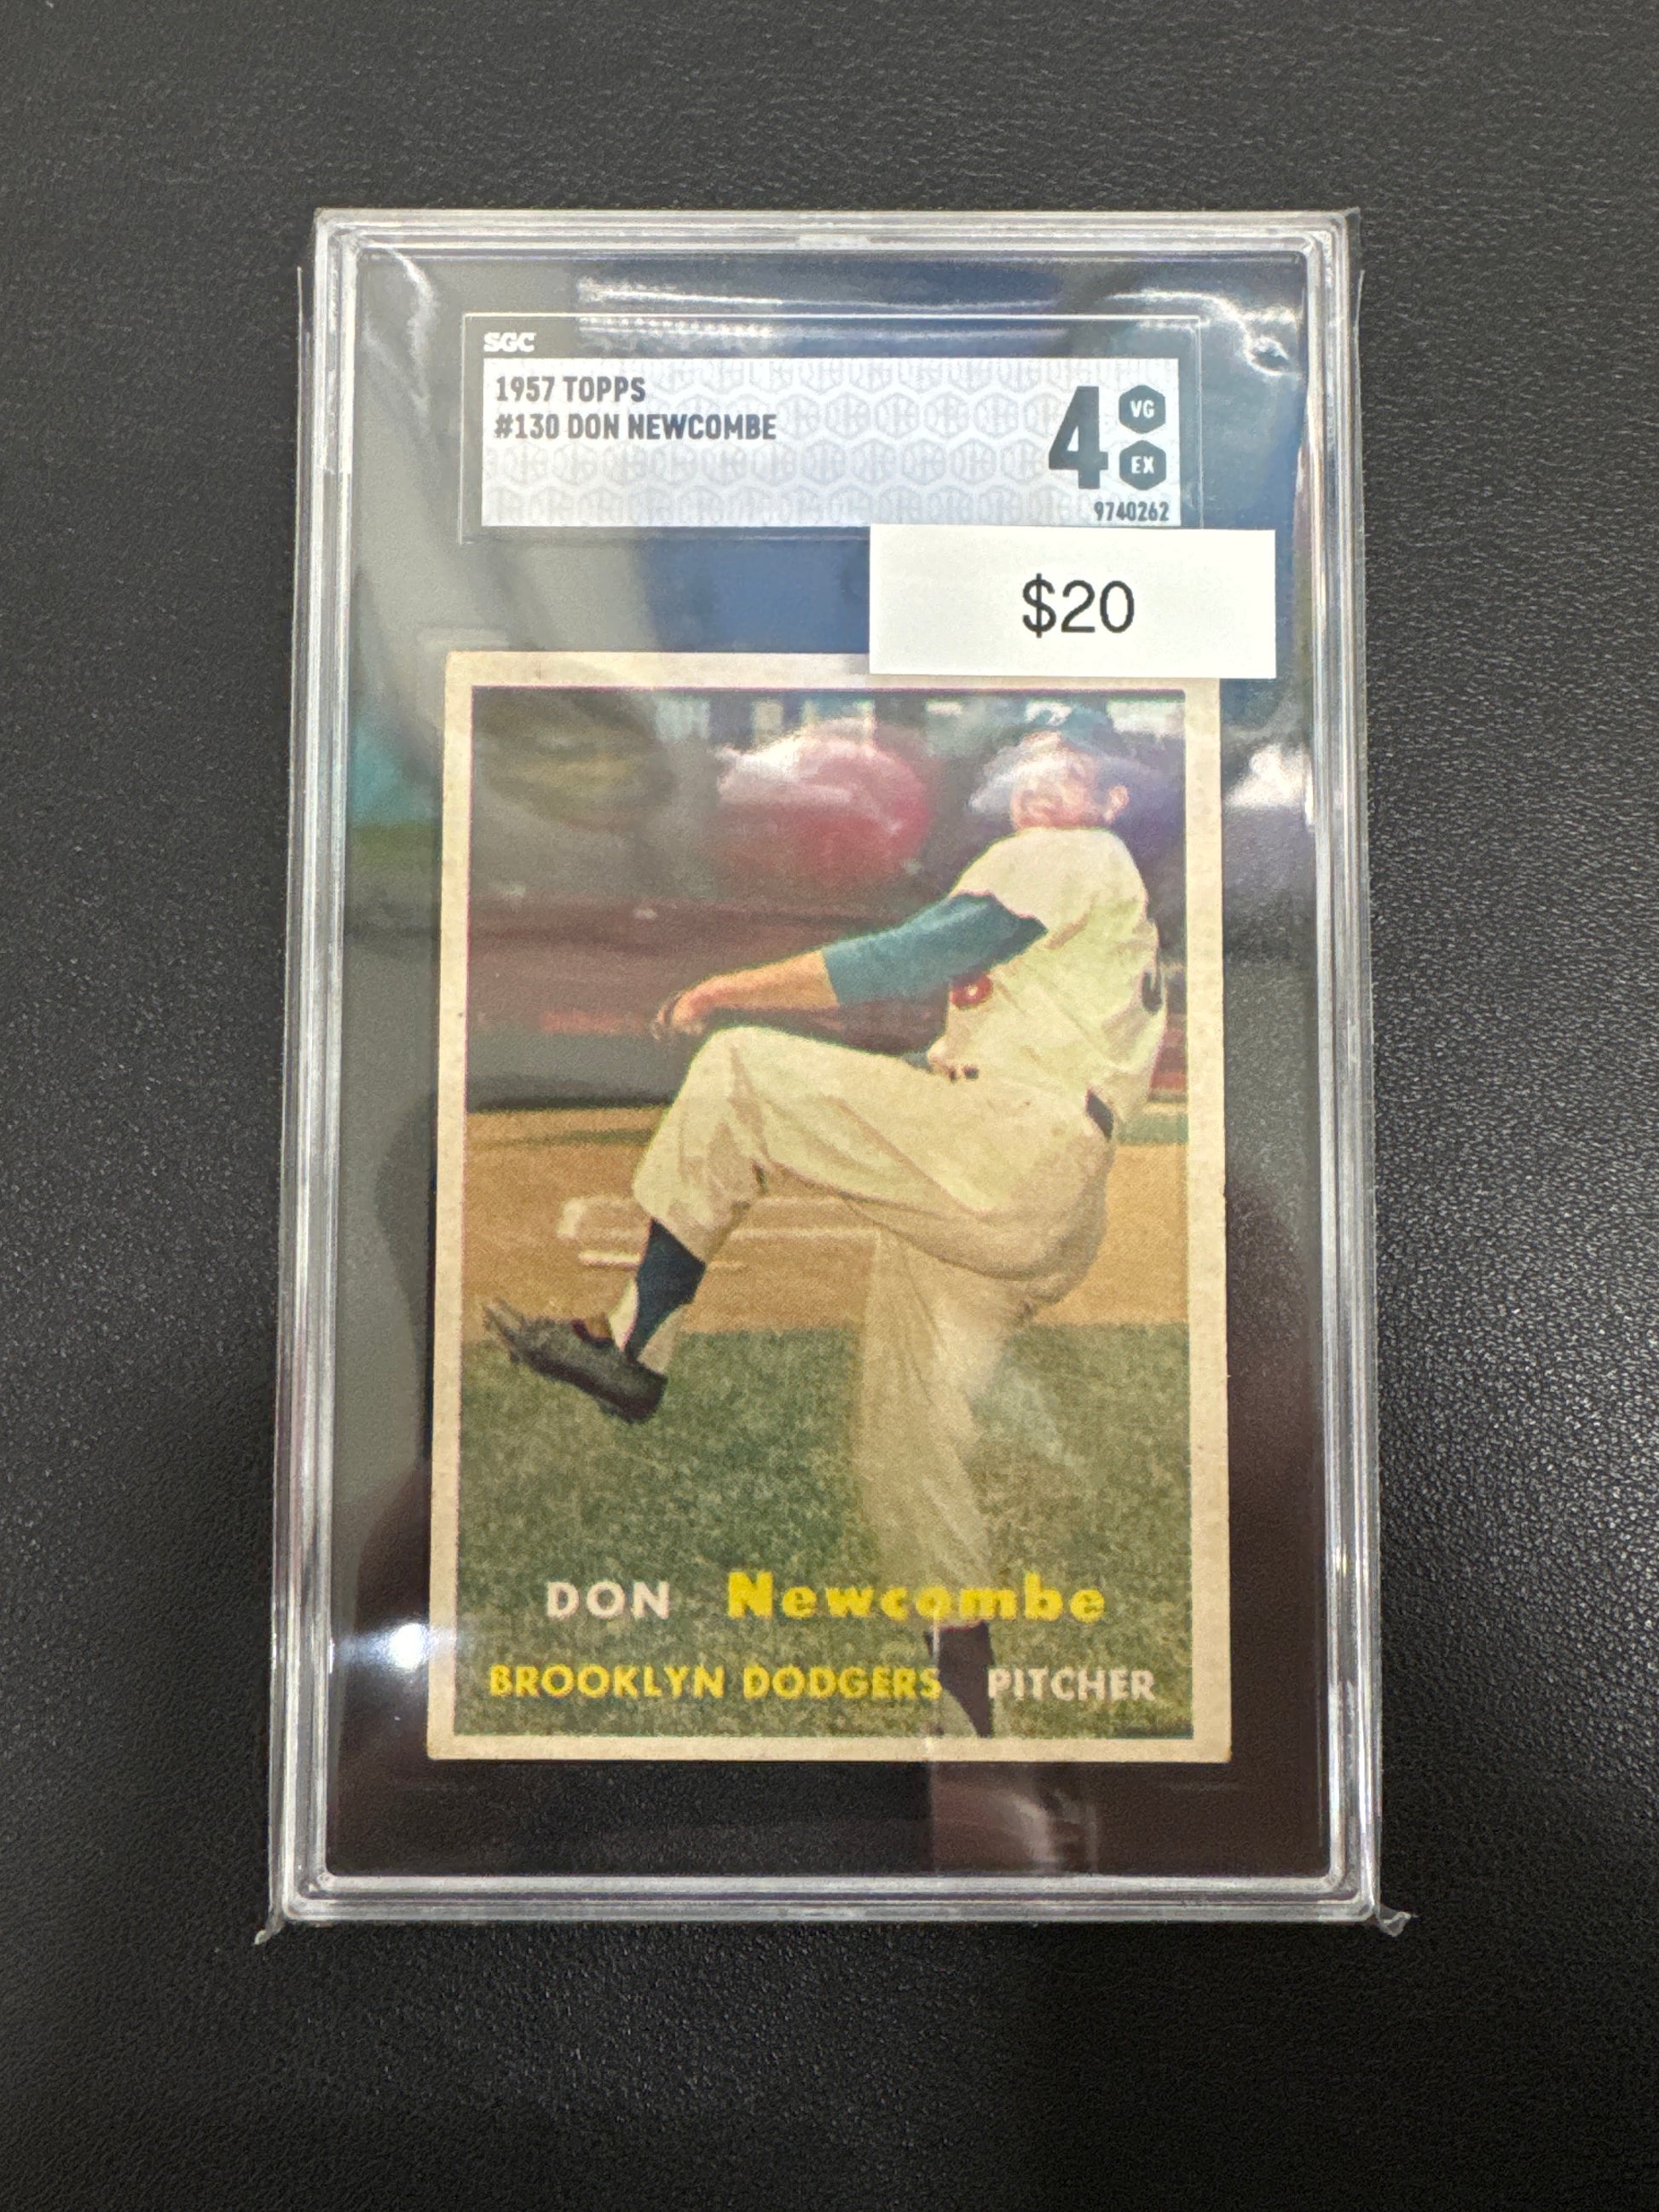 SGC
1957 TOPPS
#130 DON NEWCOMBE
4 VG
EX
9740262
$20
DON Newcombe
BROOKLYN DODGERS PITCHER